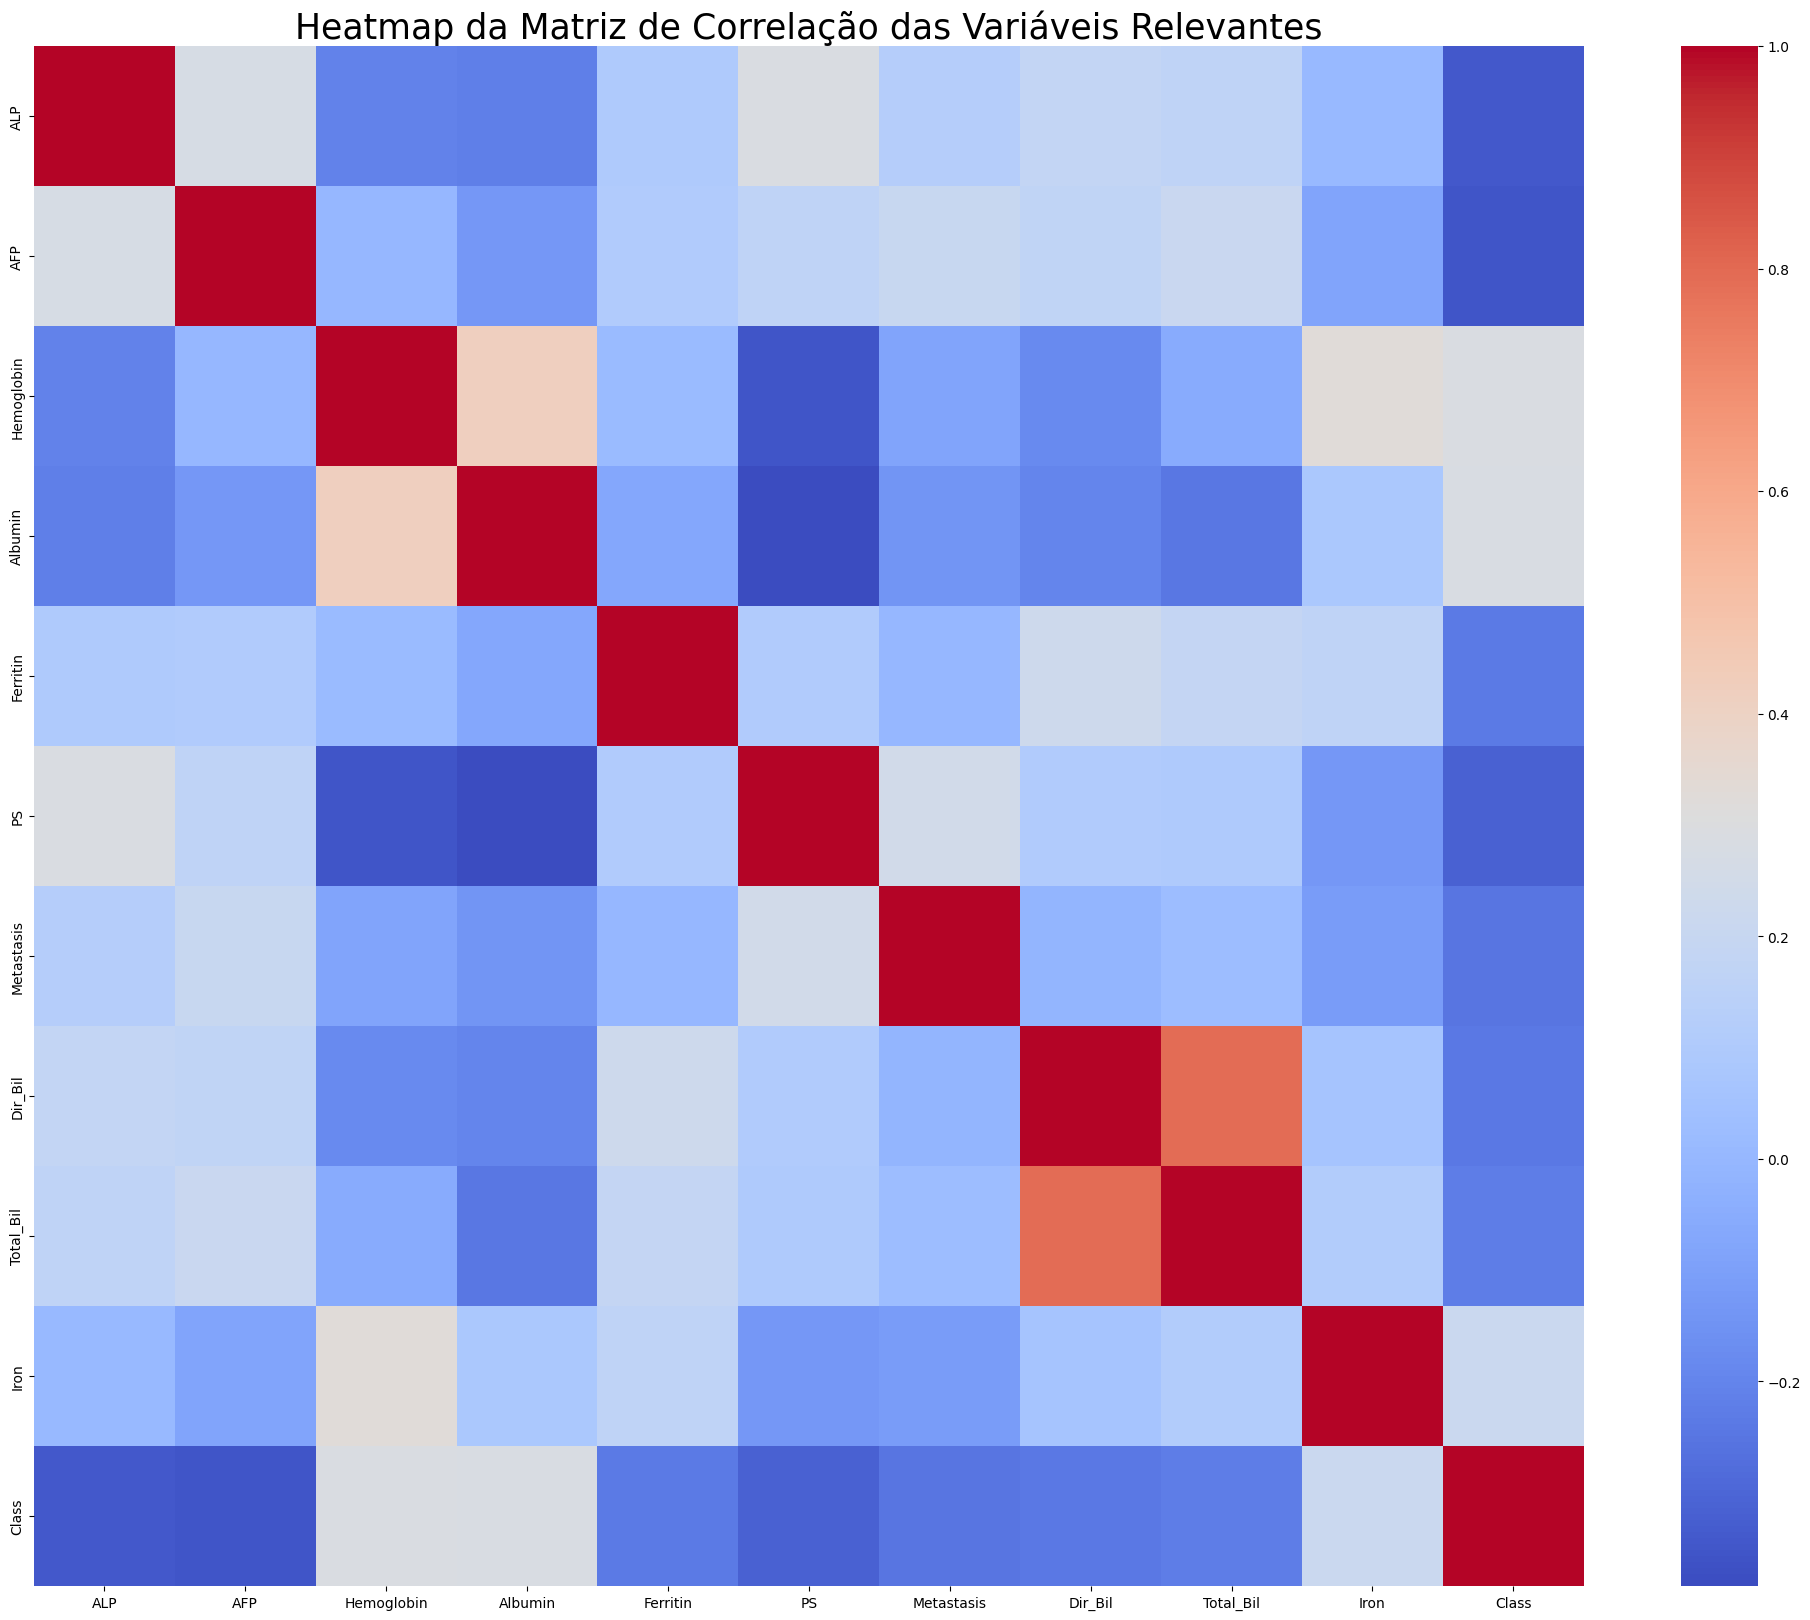 Heatmap da Matriz de Correlação das Variáveis Relevantes
ALP
AFP
Hemoglobin
Albumin
Ferritin
PS
Metastasis
Dir_Bil
Total_Bil
Iron
Class
ALP AFP Hemoglobin Albumin Ferritin PS Metastasis Dir_Bil Total_Bil Iron Class
1.0
0.8
0.6
0.4
0.2
0.0
−0.2